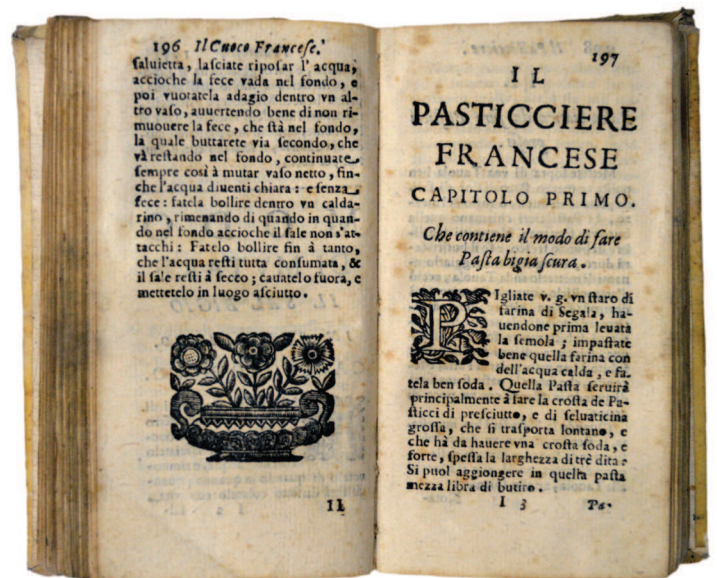 196 Il Cuoco Francese.
saluietta, lasciate riposar l'acqua,
accioche la fece vada nel fondo, e
poi vuotatela adagio dentro vn al-
tro vaso, auuertendo bene di non ri-
muouere la fece, che stà nel fondo,
la quale buttarete via secondo, che
và restando nel fondo, continuate
sempre così à mutar vaso netto, fin-
che l'acqua diuenti chiara: e senza
fece: fatela bollire dentro vn calda-
rino, rimenando di quando in quan-
do nel fondo accioche il sale non s'at-
tacchi: Fatelo bollire fin à tanto,
che l'acqua resti tutta consumata, &
il sale resti à secco; cauatelo fuora, e
mettetelo in luogo asciutto.
Il
197
IL
PASTICCIERE
FRANCESE
CAPITOLO PRIMO.
Che contiene il modo di fare
Pasta bigia scura.
PIgliate v. g. vn staro di
farina di Segala, ha-
uendone prima leuata
la semola; impastate
bene quella farina con
dell'acqua calda, e fa-
tela ben soda. Quella Pasta seruirà
principalmente à fare la crosta de Pa-
sticci di presciutto, e di seluaticina
grossa, che si trasporta lontano, e
che hà da hauere vna crosta soda, e
forte, spessa la larghezza di trè dita:
Si puol aggiongere in quella pasta
mezza libra di butiro.
I 3 Pa-